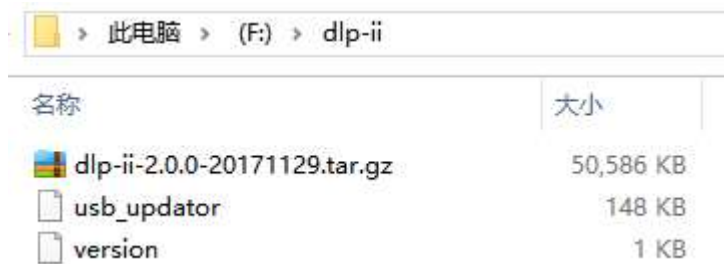 > 此电脑 > (F:) > dlp-ii
名称 大小
dlp-ii-2.0.0-20171129.tar.gz 50,586 KB
usb_updator 148 KB
version 1 KB